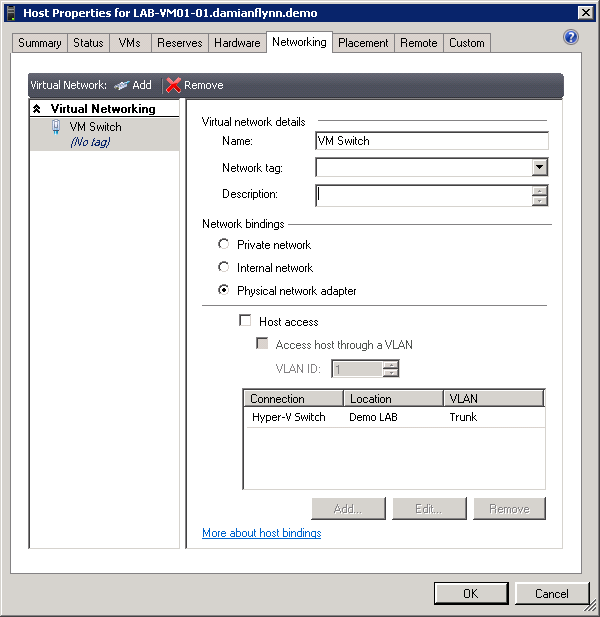 Host Properties for LAB-VM01-01.damianflynn.demo
Summary Status VMs Reserves Hardware Networking Placement Remote Custom
Virtual Network: Add Remove
Virtual Networking
VM Switch
(No tag)
Virtual network details
Name: VM Switch
Network tag:
Description:
Network bindings
Private network
Internal network
Physical network adapter
Host access
Access host through a VLAN
VLAN ID: 1
Connection Location VLAN
Hyper-V Switch Demo LAB Trunk
Add... Edit... Remove
More about host bindings
OK Cancel